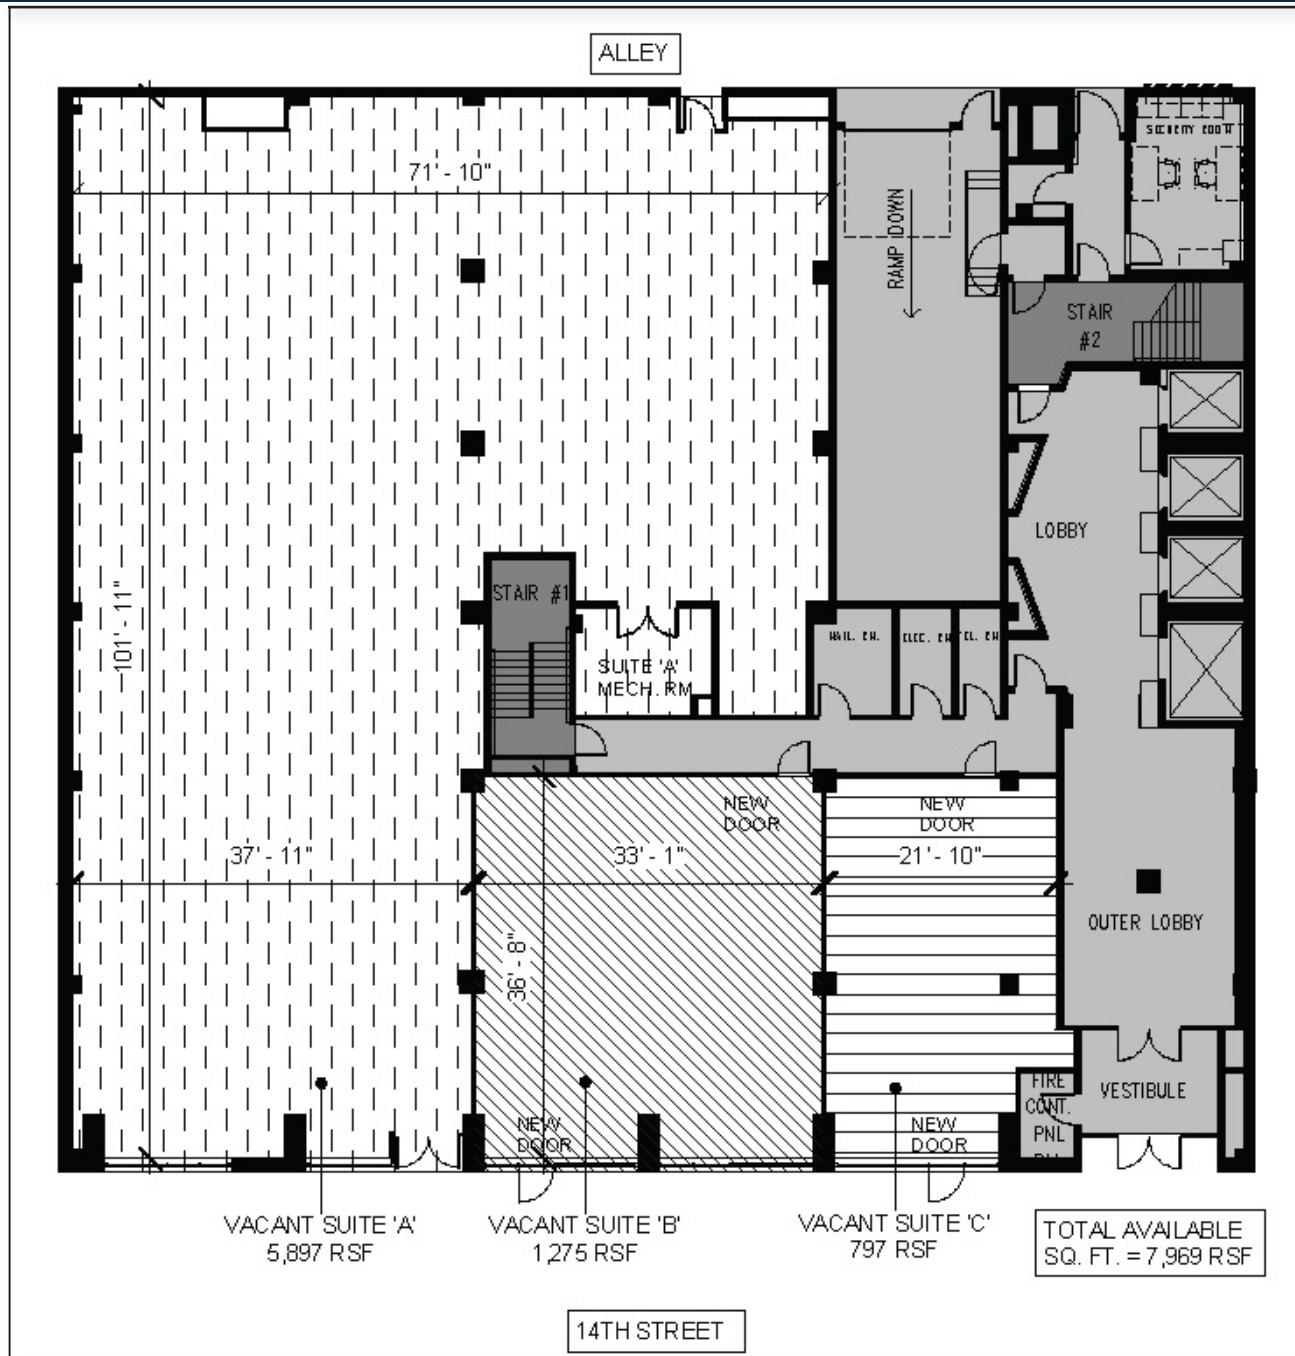 ALLEY
SECURITY ROOM
71' - 10"
RAMP DOWN
STAIR
#2
LOBBY
STAIR #1
101' - 11"
MAIL. RM.
ELEC. RM
TEL. RM
SUITE 'A'
MECH. RM
NEW
DOOR
NEW
DOOR
37' - 11"
33' - 1"
21' - 10"
36' - 8"
OUTER LOBBY
FIRE
CONT.
PNL
VESTIBULE
NEW
DOOR
NEW
DOOR
VACANT SUITE 'A'
5,897 RSF
VACANT SUITE 'B'
1,275 RSF
VACANT SUITE 'C'
797 RSF
TOTAL AVAILABLE
SQ. FT. = 7,969 RSF
14TH STREET